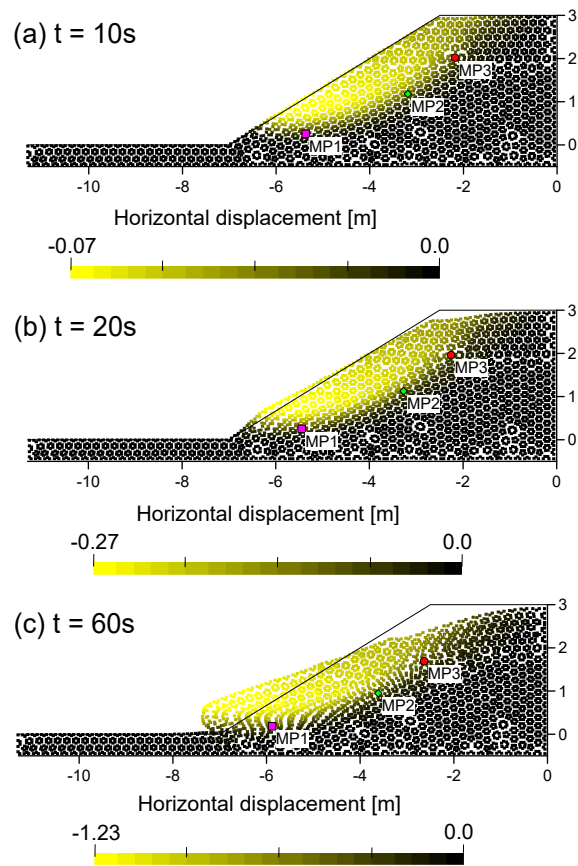 (a) t = 10s
3
2
1
0
MP3
MP2
MP1
-10 -8 -6 -4 -2 0
Horizontal displacement [m]
-0.07 0.0
(b) t = 20s
3
2
1
0
MP3
MP2
MP1
-10 -8 -6 -4 -2 0
Horizontal displacement [m]
-0.27 0.0
(c) t = 60s
3
2
1
0
MP3
MP2
MP1
-10 -8 -6 -4 -2 0
Horizontal displacement [m]
-1.23 0.0